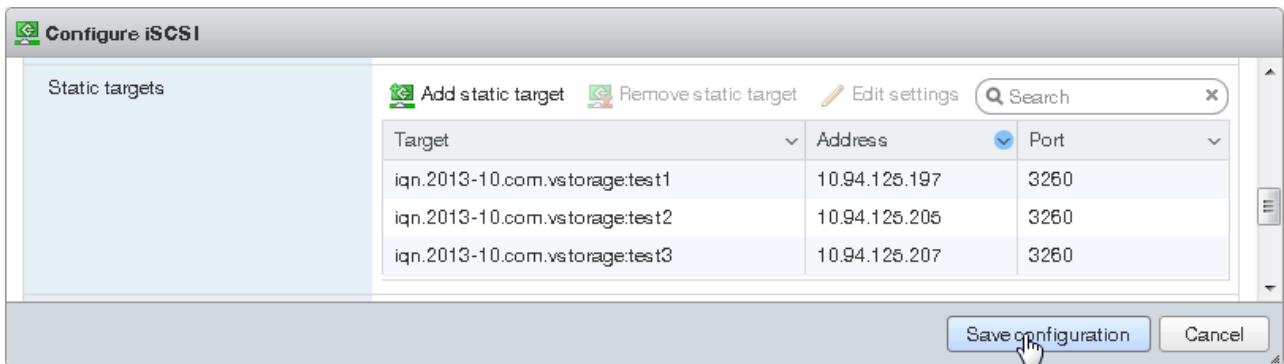 Configure iSCSI
Static targets
Add static target Remove static target Edit settings Search
Target Address Port
iqn.2013-10.com.vstorage:test1 10.94.125.197 3260
iqn.2013-10.com.vstorage:test2 10.94.125.205 3260
iqn.2013-10.com.vstorage:test3 10.94.125.207 3260
Save configuration Cancel